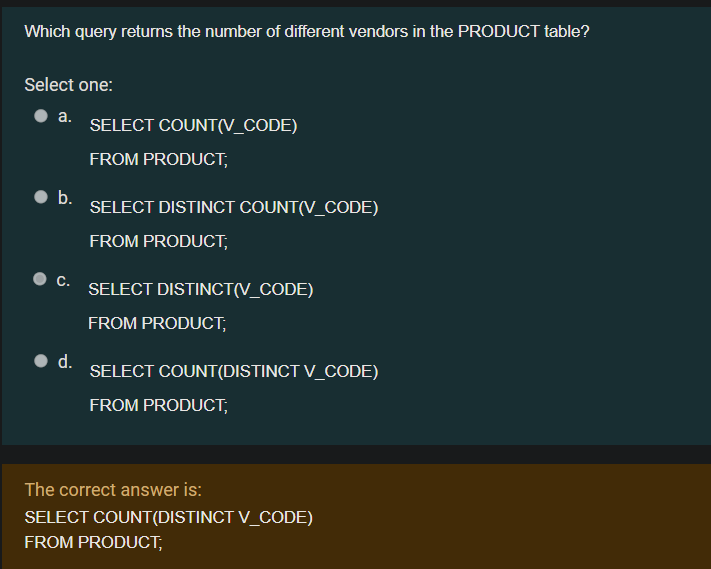 Which query returns the number of different vendors in the PRODUCT table?
Select one:
a. SELECT COUNT(V_CODE)
FROM PRODUCT;
b. SELECT DISTINCT COUNT(V_CODE)
FROM PRODUCT;
c. SELECT DISTINCT(V_CODE)
FROM PRODUCT;
d. SELECT COUNT(DISTINCT V_CODE)
FROM PRODUCT;
The correct answer is:
SELECT COUNT(DISTINCT V_CODE)
FROM PRODUCT;